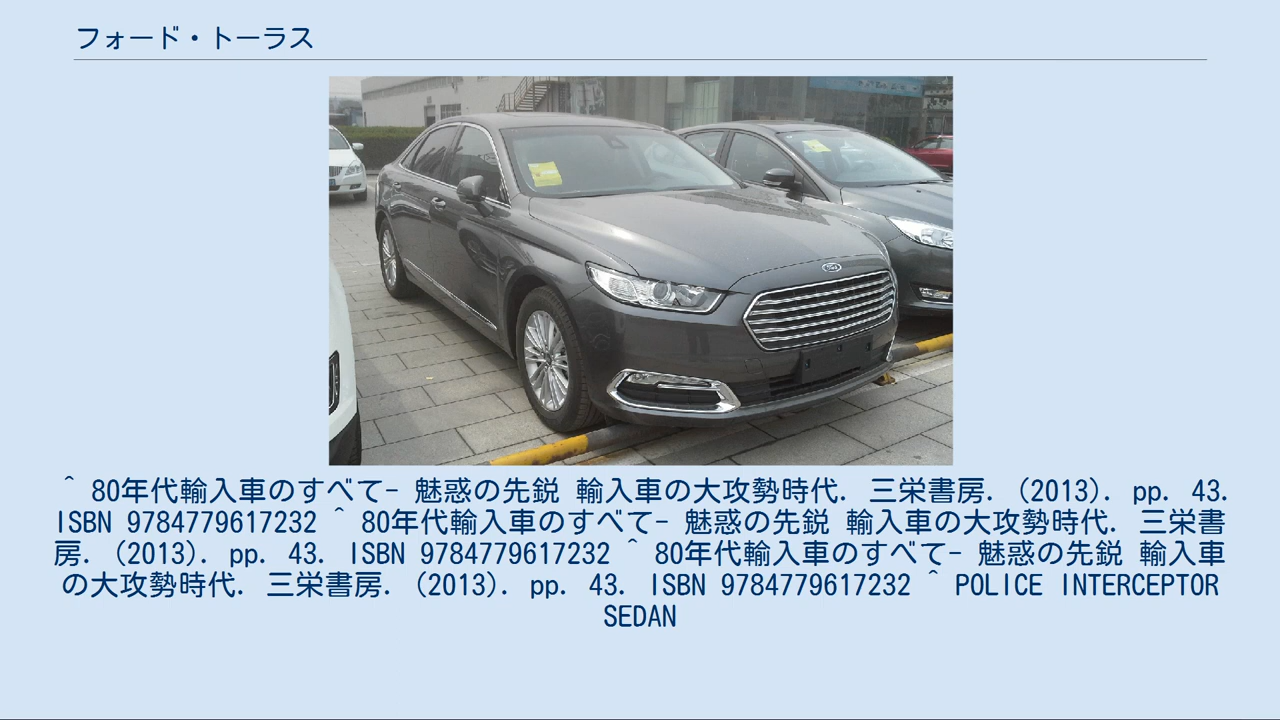 フォード・トーラス
^ 80年代輸入車のすべて- 魅惑の先鋭 輸入車の大攻勢時代. 三栄書房. (2013). pp. 43.
ISBN 9784779617232 ^ 80年代輸入車のすべて- 魅惑の先鋭 輸入車の大攻勢時代. 三栄書
房. (2013). pp. 43. ISBN 9784779617232 ^ 80年代輸入車のすべて- 魅惑の先鋭 輸入車
の大攻勢時代. 三栄書房. (2013). pp. 43. ISBN 9784779617232 ^ POLICE INTERCEPTOR
SEDAN